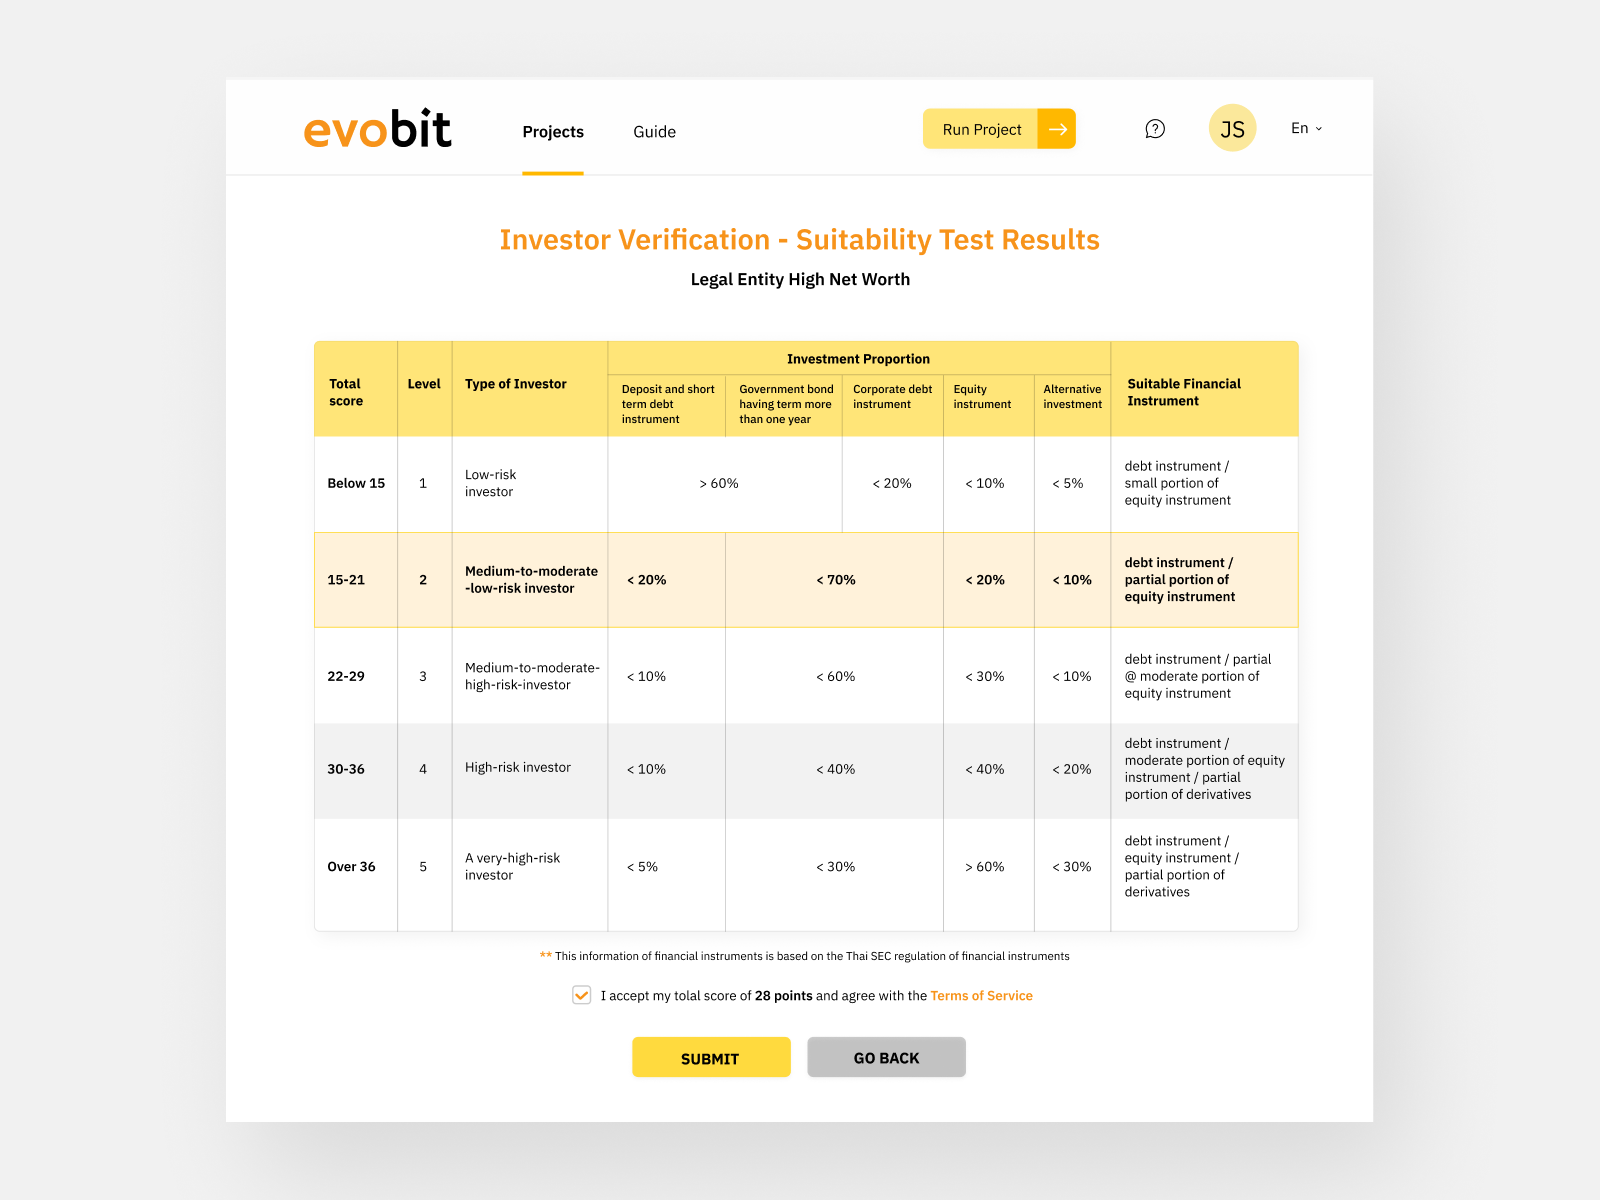 evobit
Projects
Guide
Run Project
?
JS
En
Investor Verification - Suitability Test Results
Legal Entity High Net Worth
Total
score
Level
Type of Investor
Investment Proportion
Deposit and short
term debt
instrument
Government bond
having term more
than one year
Corporate debt
instrument
Equity
instrument
Alternative
investment
Suitable Financial
Instrument
Below 15
1
Low-risk
investor
> 60%
< 20%
< 10%
< 5%
debt instrument /
small portion of
equity instrument
15-21
2
Medium-to-moderate
-low-risk investor
< 20%
< 70%
< 20%
< 10%
debt instrument /
partial portion of
equity instrument
22-29
3
Medium-to-moderate-
high-risk-investor
< 10%
< 60%
< 30%
< 10%
debt instrument / partial
@ moderate portion of
equity instrument
30-36
4
High-risk investor
< 10%
< 40%
< 40%
< 20%
debt instrument /
moderate portion of equity
instrument / partial
portion of derivatives
Over 36
5
A very-high-risk
investor
< 5%
< 30%
> 60%
< 30%
debt instrument /
equity instrument /
partial portion of
derivatives
** This information of financial instruments is based on the Thai SEC regulation of financial instruments
I accept my tolal score of 28 points and agree with the Terms of Service
SUBMIT
GO BACK